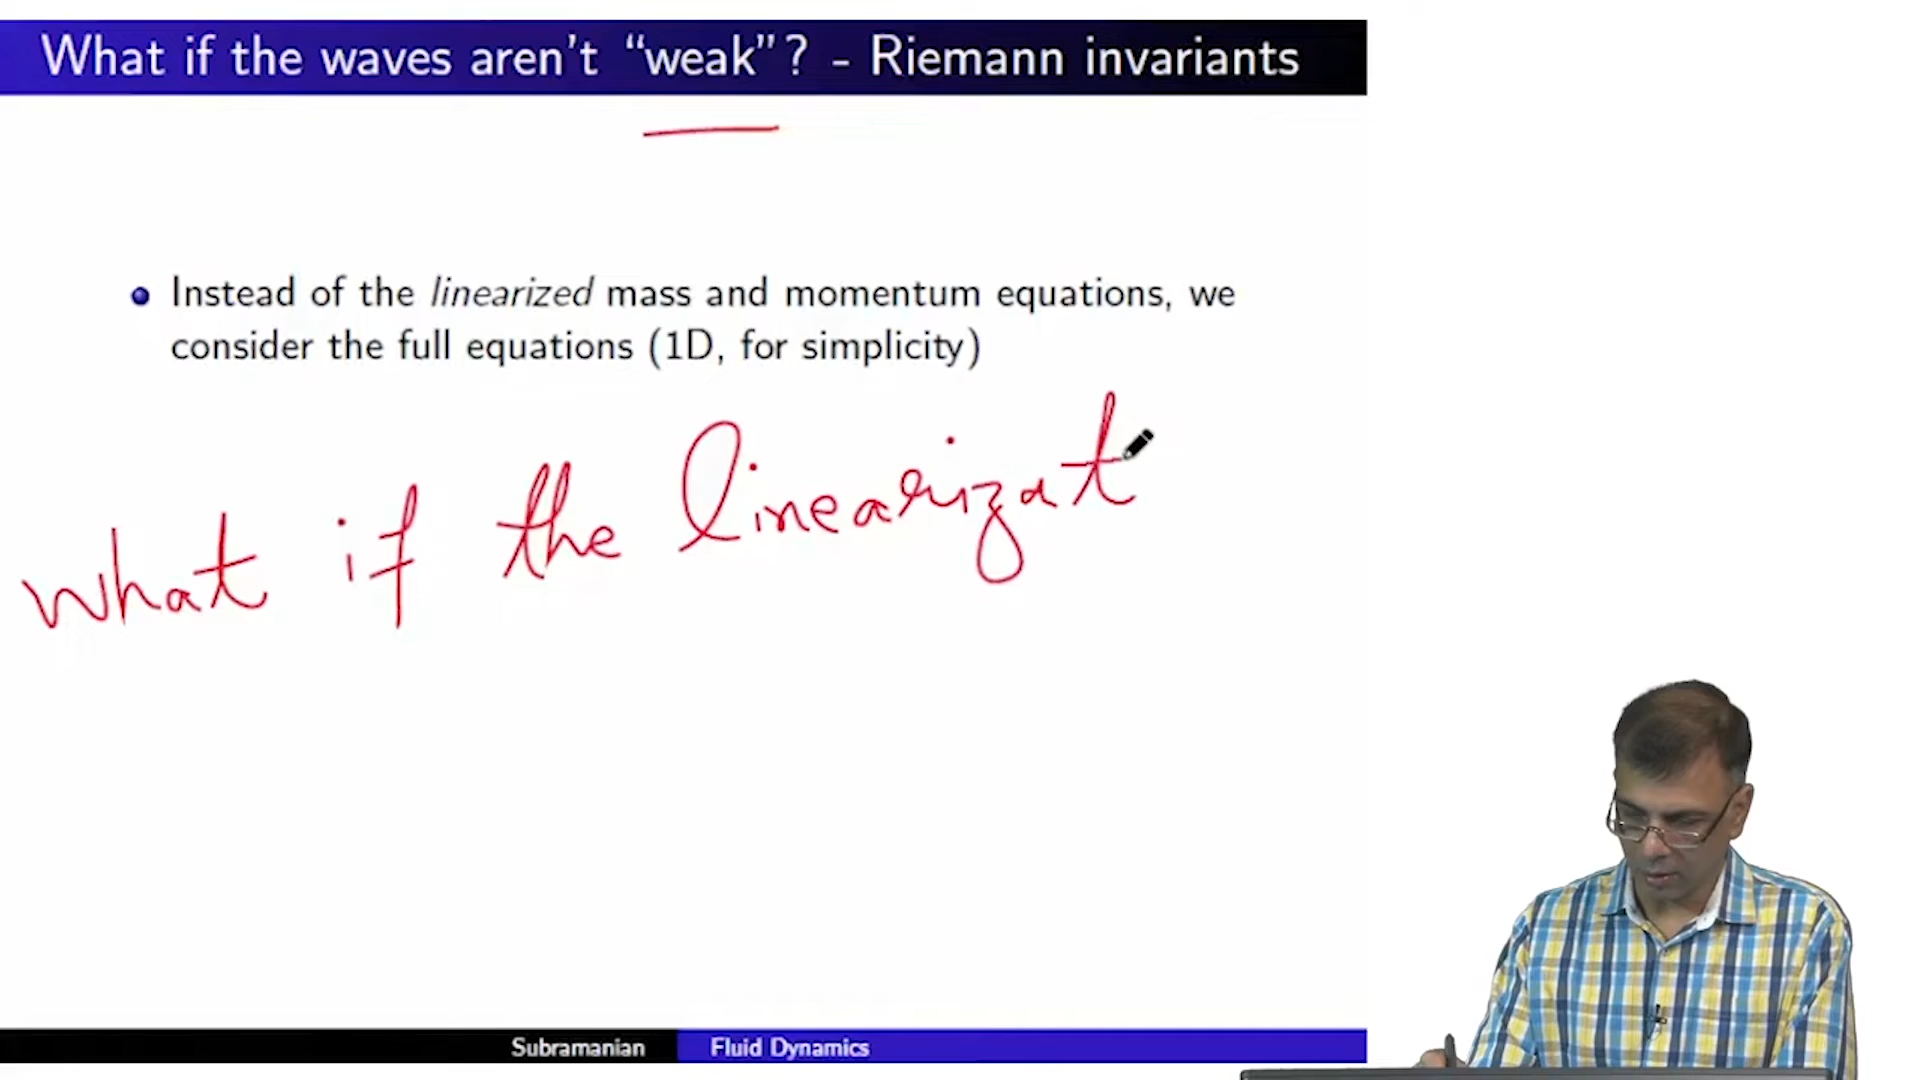 What if the waves aren't “weak”? - Riemann invariants
Instead of the linearized mass and momentum equations, we
consider the full equations (1D, for simplicity)
What if the linearizat
Subramanian Fluid Dynamics